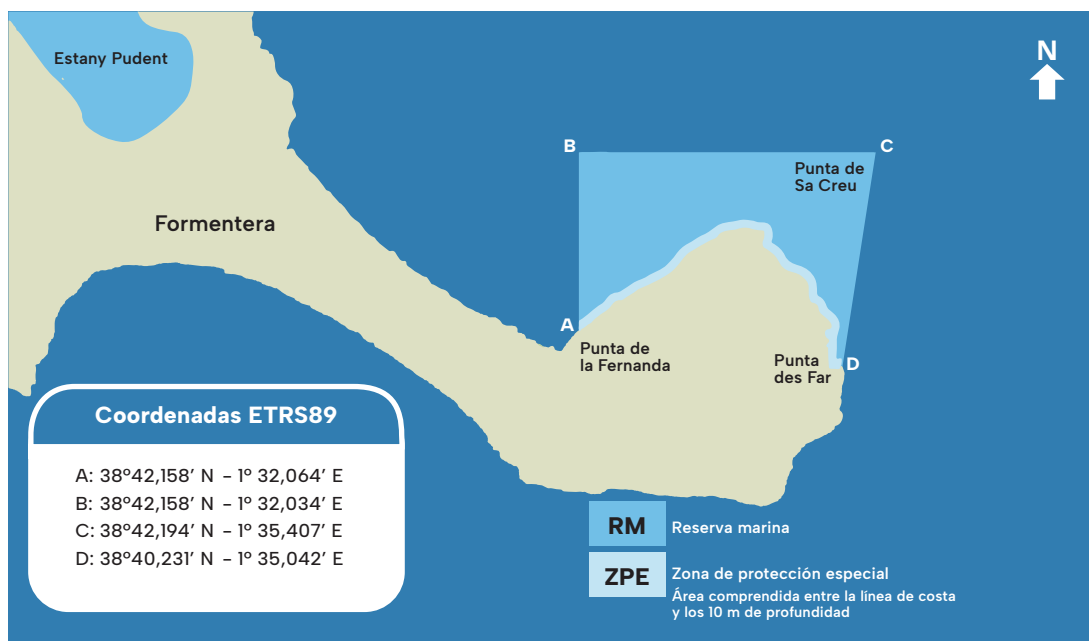 Estany Pudent
N
B
C
Punta de
Sa Creu
Formentera
A
Punta de
la Fernanda
Punta
des Far
D
Coordenadas ETRS89
A: 38º42,158’ N - 1º 32,064’ E
B: 38º42,158’ N - 1º 32,034’ E
C: 38º42,194’ N - 1º 35,407’ E
D: 38º40,231’ N - 1º 35,042’ E
RM
Reserva marina
ZPE
Zona de protección especial
Área comprendida entre la línea de costa
y los 10 m de profundidad